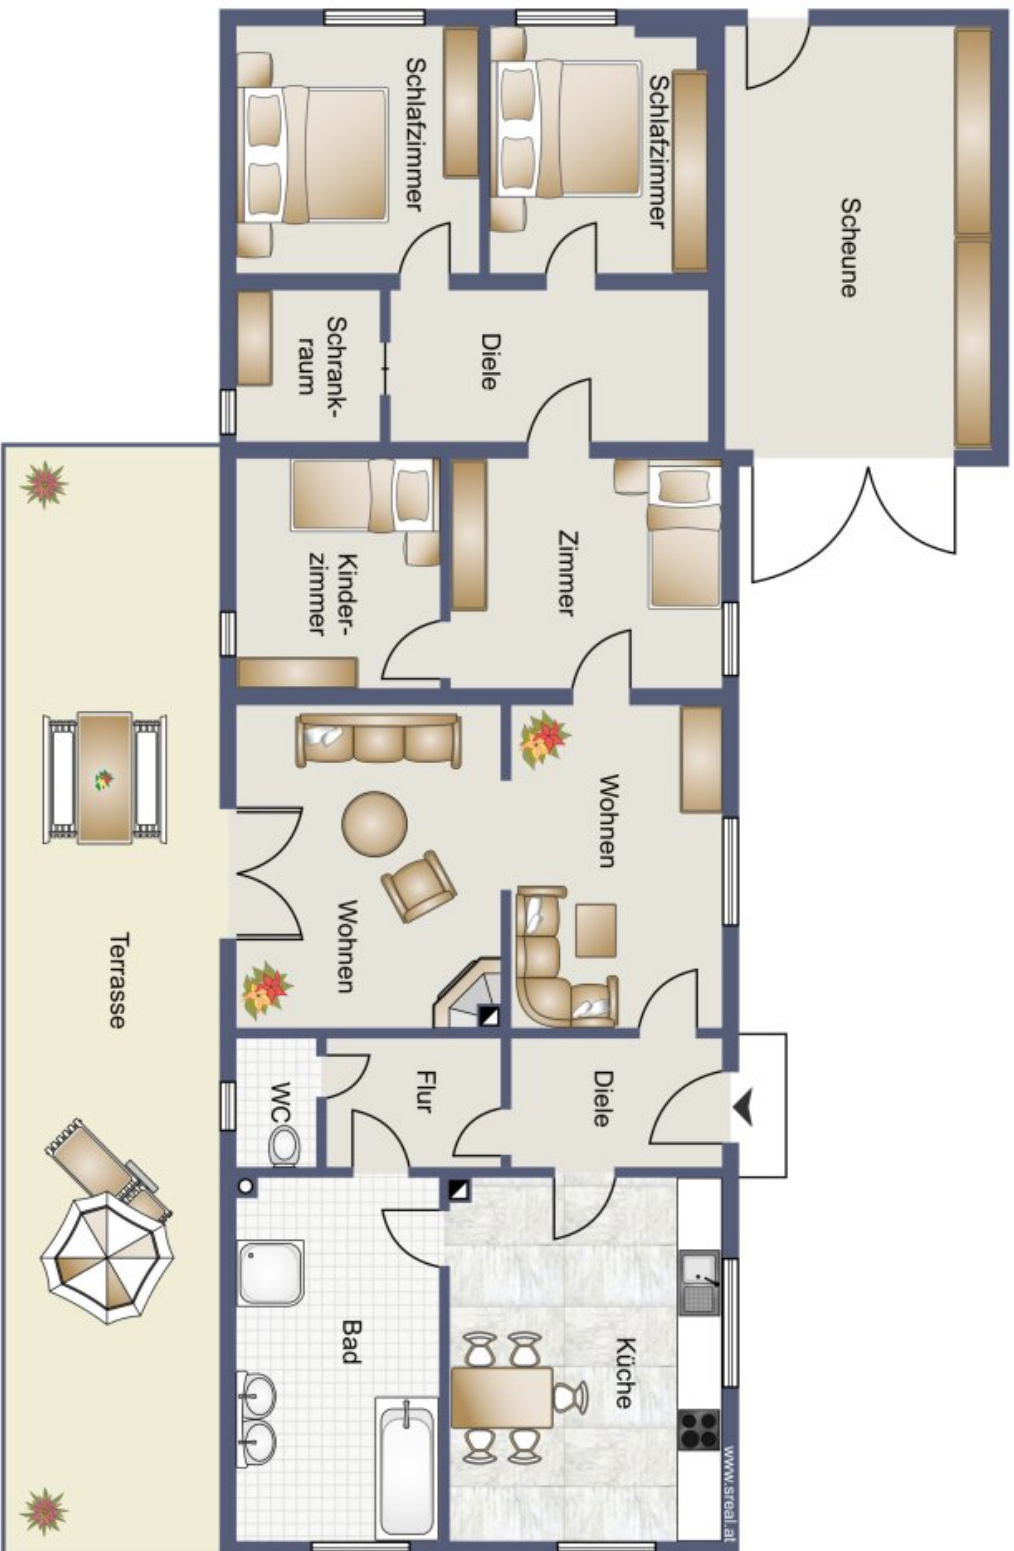 Schlafzimmer
Schlafzimmer
Scheune
Schrank-
raum
Diele
Kinder-
zimmer
Zimmer
Wohnen
Wohnen
Terrasse
WC
Flur
Diele
Bad
Küche
www.sreal.at